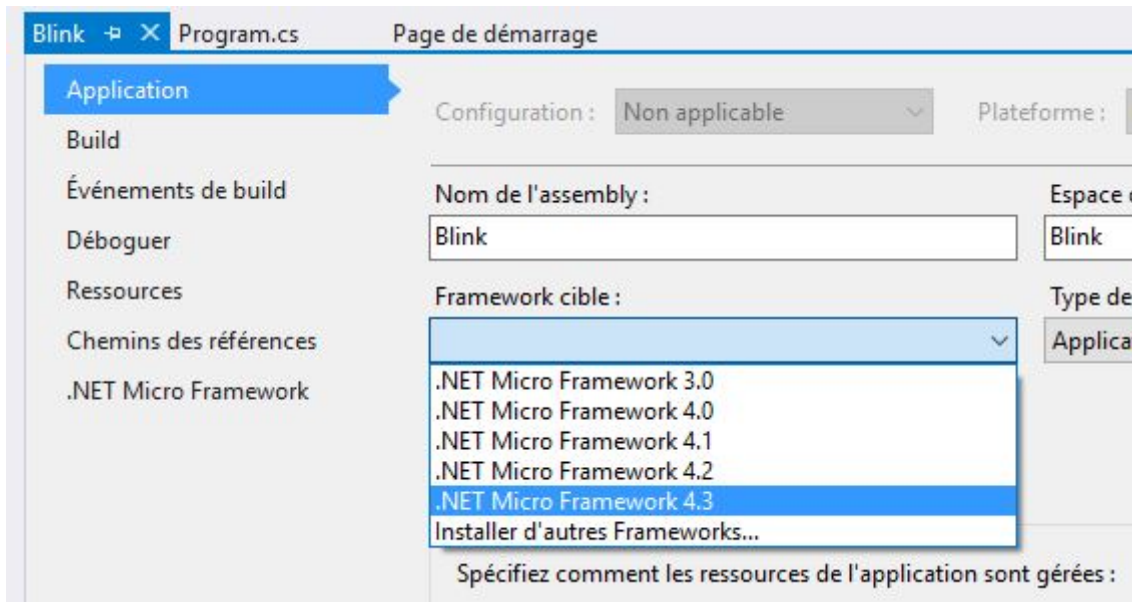 Blink Program.cs Page de démarrage
Application
Build
Événements de build
Déboguer
Ressources
Chemins des références
.NET Micro Framework
Configuration : Non applicable Plateforme :
Nom de l'assembly : Espace
Blink Blink
Framework cible : Type de
Applica
.NET Micro Framework 3.0
.NET Micro Framework 4.0
.NET Micro Framework 4.1
.NET Micro Framework 4.2
.NET Micro Framework 4.3
Installer d'autres Frameworks...
Spécifiez comment les ressources de l'application sont gérées :